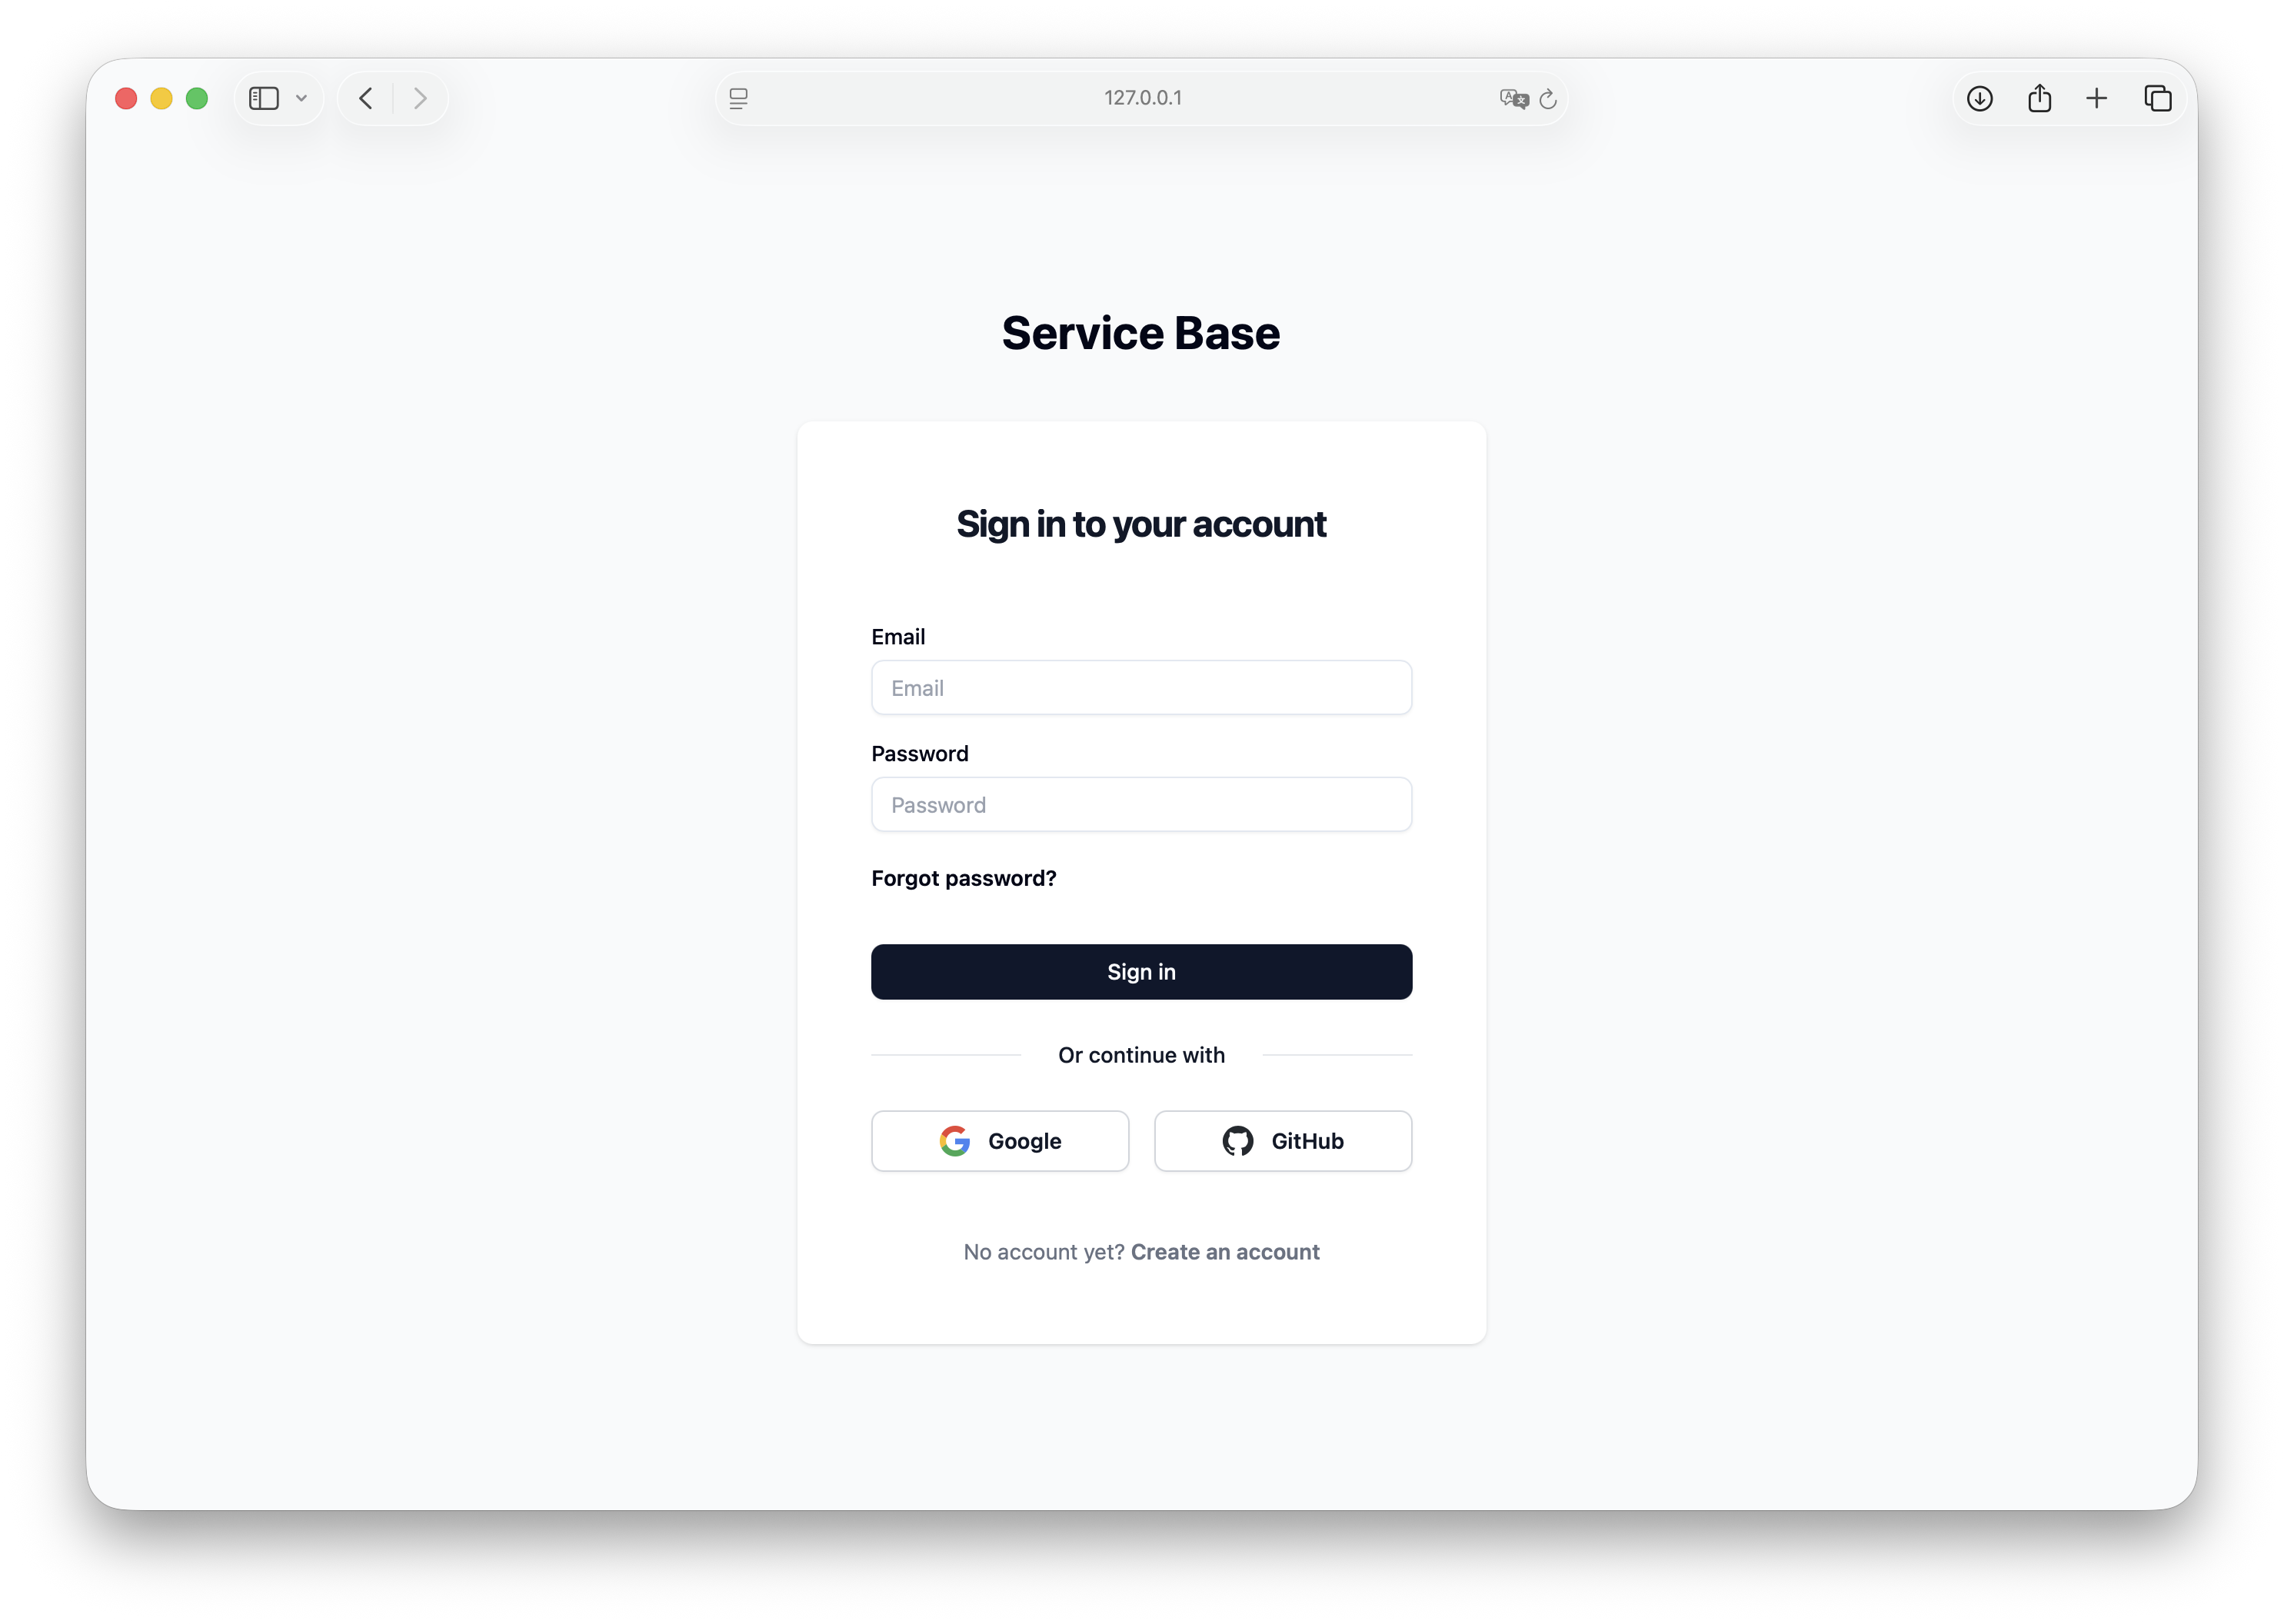 127.0.0.1
Service Base
Sign in to your account
Email
Email
Password
Password
Forgot password?
Sign in
Or continue with
Google GitHub
No account yet? Create an account